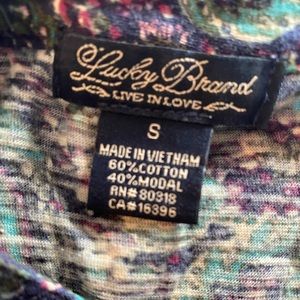 Lucky Brand
LIVE IN LOVE
S
MADE IN VIETNAM
60% COTTON
40% MODAL
RN# 80318
CA# 16396